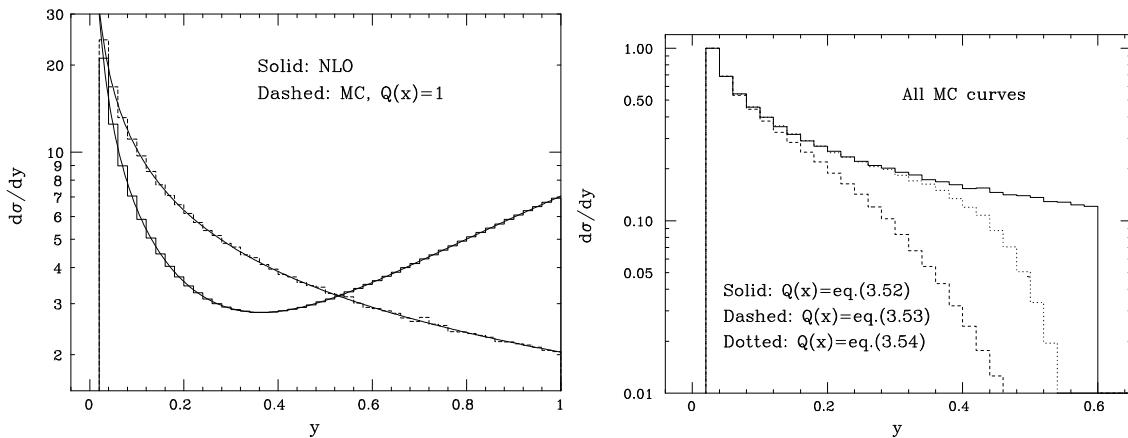 30
20
10
9
8
7
6
5
4
3
2
dσ/dy
Solid: NLO
Dashed: MC, Q(x)=1
0
0.2
0.4
0.6
0.8
1
y
1.00
0.50
0.10
0.05
0.01
dσ/dy
All MC curves
Solid: Q(x)=eq.(3.52)
Dashed: Q(x)=eq.(3.53)
Dotted: Q(x)=eq.(3.54)
0
0.2
0.4
0.6
y